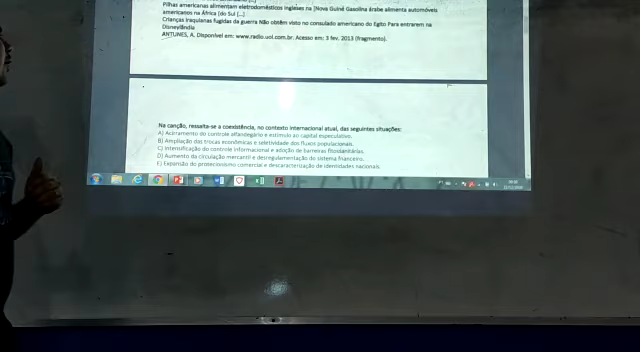 Pilhas americanas alimentam eletrodomésticos ingleses na [Nova Guiné Gasolina árabe alimenta automóveis
americanos na África (do Sul (...)
Crianças iraquianas fugidas da guerra Não obtêm visto no consulado americano do Egito Para entrarem na
Disneylândia
ANTUNES, A. Disponível em: www.radio.uol.com.br. Acesso em: 3 fev. 2013 (fragmento).
Na canção, ressalta-se a coexistência, no contexto internacional atual, das seguintes situações:
A) Acirramento do controle alfandegário e estímulo ao capital especulativo.
B) Ampliação das trocas econômicas e seletividade dos fluxos populacionais.
C) Intensificação do controle informacional e adoção de barreiras fitossanitárias.
D) Aumento da circulação mercantil e desregulamentação do sistema financeiro.
E) Expansão do protecionismo comercial e descaracterização de identidades nacionais.